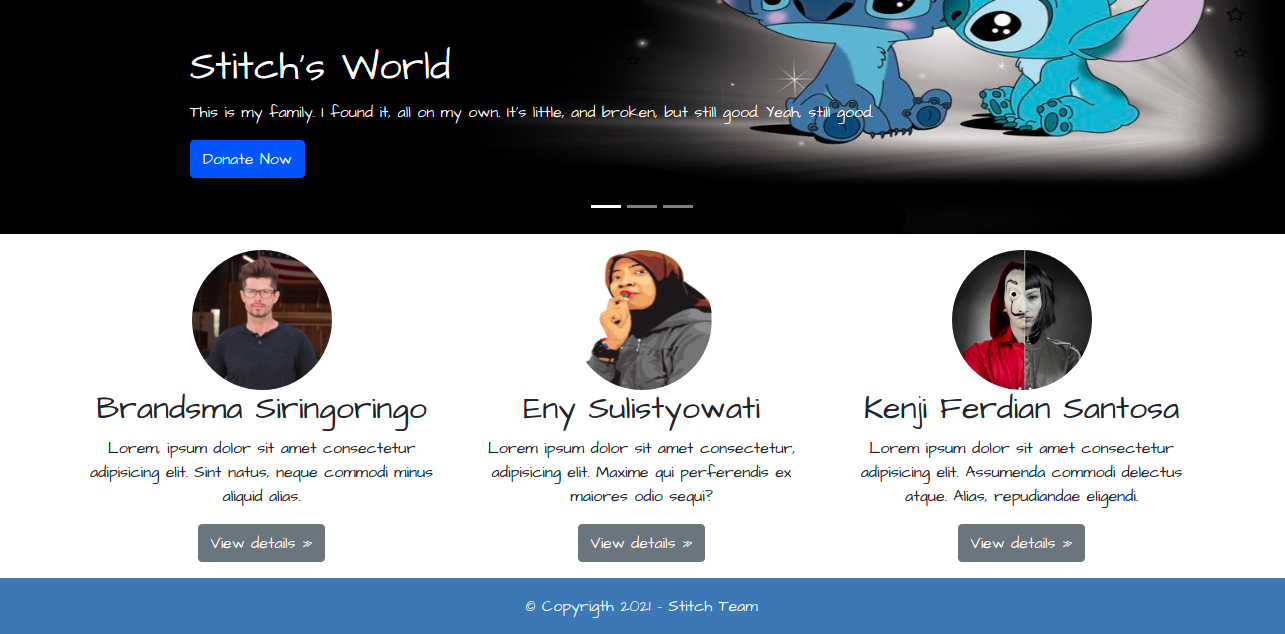 Stitch's World
This is my family. I found it, all on my own. It's little, and broken, but still good. Yeah, still good.
Donate Now
Brandsma Siringoringo
Lorem, ipsum dolor sit amet consectetur
adipisicing elit. Sint natus, neque commodi minus
aliquid alias.
View details »
Eny Sulistyowati
Lorem ipsum dolor sit amet consectetur,
adipisicing elit. Maxime qui perferendis ex
maiores odio sequi?
View details »
Kenji Ferdian Santosa
Lorem ipsum dolor sit amet consectetur
adipisicing elit. Assumenda commodi delectus
atque. Alias, repudiandae eligendi.
View details »
© Copyrigth 2021 - Stitch Team